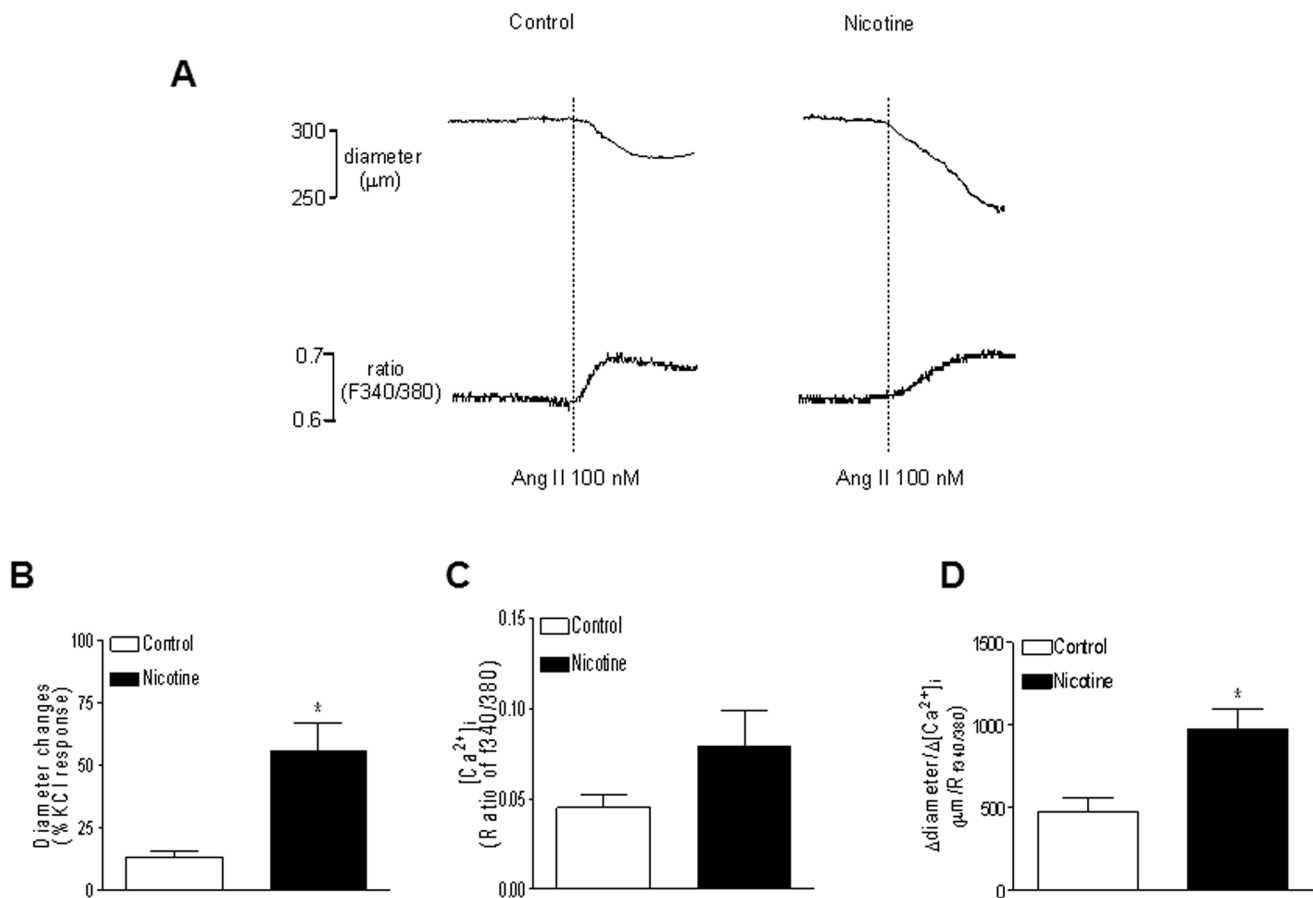 Control Nicotine
A
300
diameter
(μm)
250
0.7
ratio
(F340/380)
0.6
Ang II 100 nM Ang II 100 nM
B
Diameter changes
(% KCl response)
100
75
50
25
0
Control
Nicotine
*
C
[Ca2+]i
(R ratio of f340/380)
0.15
0.10
0.05
0.00
Control
Nicotine
D
Δdiameter/Δ[Ca2+]i
(μm/R f340/380)
1500
1000
500
0
Control
Nicotine
*